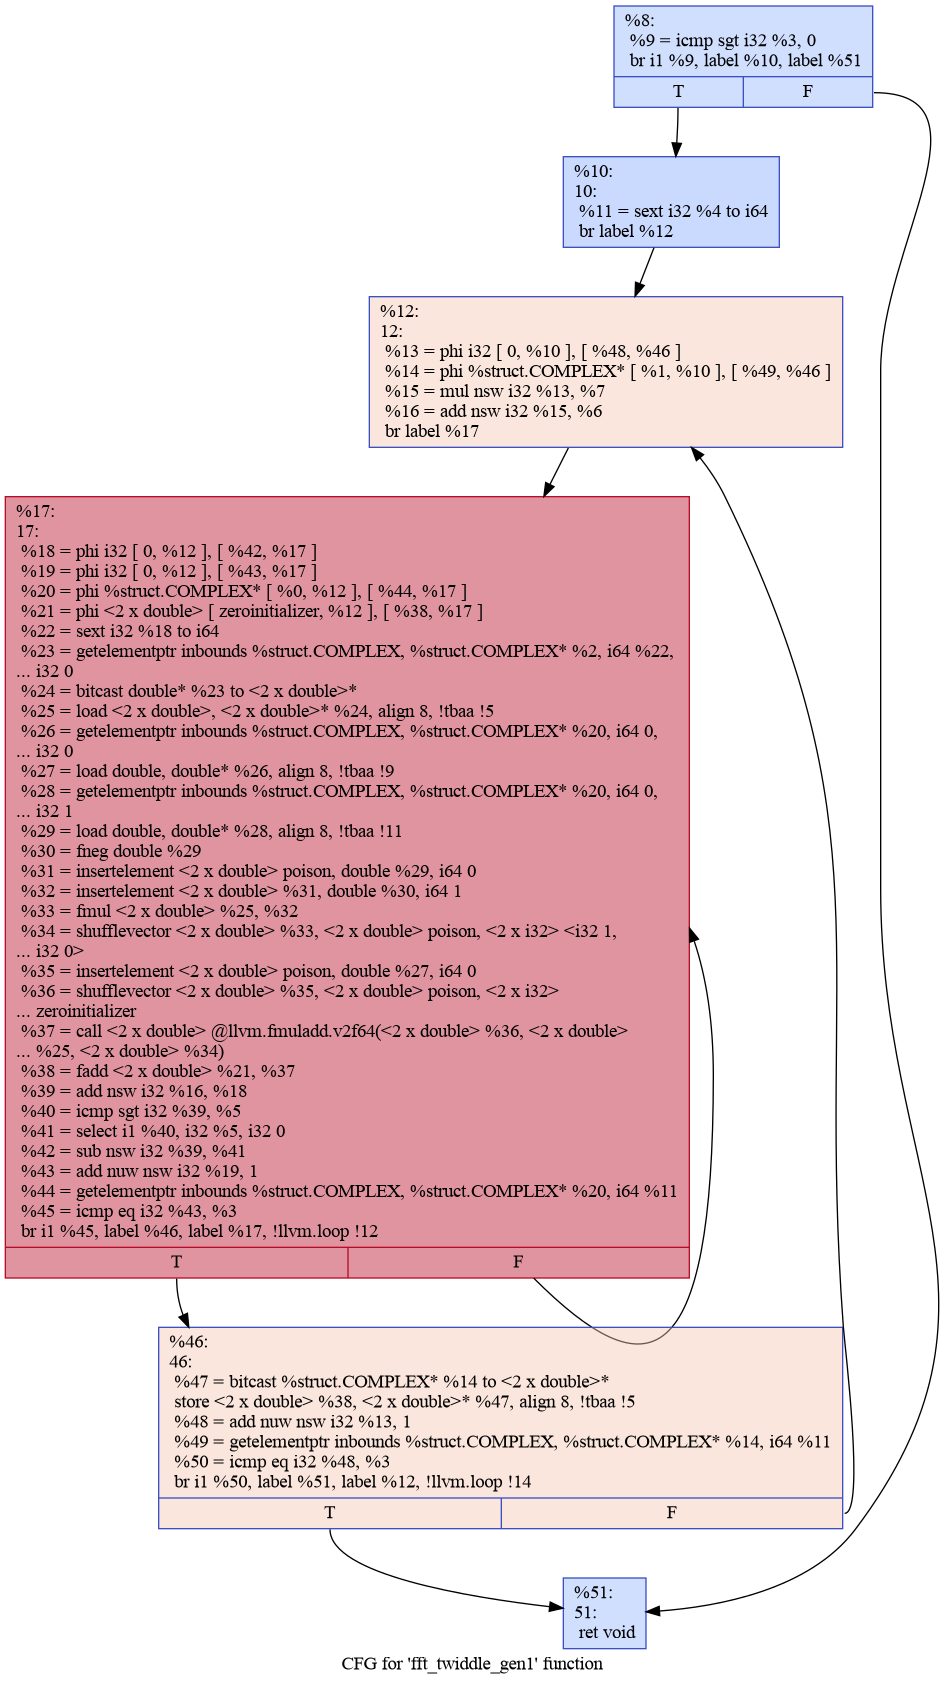 %8:
%9 = icmp sgt i32 %3, 0
br i1 %9, label %10, label %51
T
F
%10:
10:
%11 = sext i32 %4 to i64
br label %12
%12:
12:
%13 = phi i32 [ 0, %10 ], [ %48, %46 ]
%14 = phi %struct.COMPLEX* [ %1, %10 ], [ %49, %46 ]
%15 = mul nsw i32 %13, %7
%16 = add nsw i32 %15, %6
br label %17
%17:
17:
%18 = phi i32 [ 0, %12 ], [ %42, %17 ]
%19 = phi i32 [ 0, %12 ], [ %43, %17 ]
%20 = phi %struct.COMPLEX* [ %0, %12 ], [ %44, %17 ]
%21 = phi <2 x double> [ zeroinitializer, %12 ], [ %38, %17 ]
%22 = sext i32 %18 to i64
%23 = getelementptr inbounds %struct.COMPLEX, %struct.COMPLEX* %2, i64 %22,
... i32 0
%24 = bitcast double* %23 to <2 x double>*
%25 = load <2 x double>, <2 x double>* %24, align 8, !tbaa !5
%26 = getelementptr inbounds %struct.COMPLEX, %struct.COMPLEX* %20, i64 0,
... i32 0
%27 = load double, double* %26, align 8, !tbaa !9
%28 = getelementptr inbounds %struct.COMPLEX, %struct.COMPLEX* %20, i64 0,
... i32 1
%29 = load double, double* %28, align 8, !tbaa !11
%30 = fneg double %29
%31 = insertelement <2 x double> poison, double %29, i64 0
%32 = insertelement <2 x double> %31, double %30, i64 1
%33 = fmul <2 x double> %25, %32
%34 = shufflevector <2 x double> %33, <2 x double> poison, <2 x i32> <i32 1,
... i32 0>
%35 = insertelement <2 x double> poison, double %27, i64 0
%36 = shufflevector <2 x double> %35, <2 x double> poison, <2 x i32>
... zeroinitializer
%37 = call <2 x double> @llvm.fmuladd.v2f64(<2 x double> %36, <2 x double>
... %25, <2 x double> %34)
%38 = fadd <2 x double> %21, %37
%39 = add nsw i32 %16, %18
%40 = icmp sgt i32 %39, %5
%41 = select i1 %40, i32 %5, i32 0
%42 = sub nsw i32 %39, %41
%43 = add nuw nsw i32 %19, 1
%44 = getelementptr inbounds %struct.COMPLEX, %struct.COMPLEX* %20, i64 %11
%45 = icmp eq i32 %43, %3
br i1 %45, label %46, label %17, !llvm.loop !12
T
F
%46:
46:
%47 = bitcast %struct.COMPLEX* %14 to <2 x double>*
store <2 x double> %38, <2 x double>* %47, align 8, !tbaa !5
%48 = add nuw nsw i32 %13, 1
%49 = getelementptr inbounds %struct.COMPLEX, %struct.COMPLEX* %14, i64 %11
%50 = icmp eq i32 %48, %3
br i1 %50, label %51, label %12, !llvm.loop !14
T
F
%51:
51:
ret void
CFG for 'fft_twiddle_gen1' function